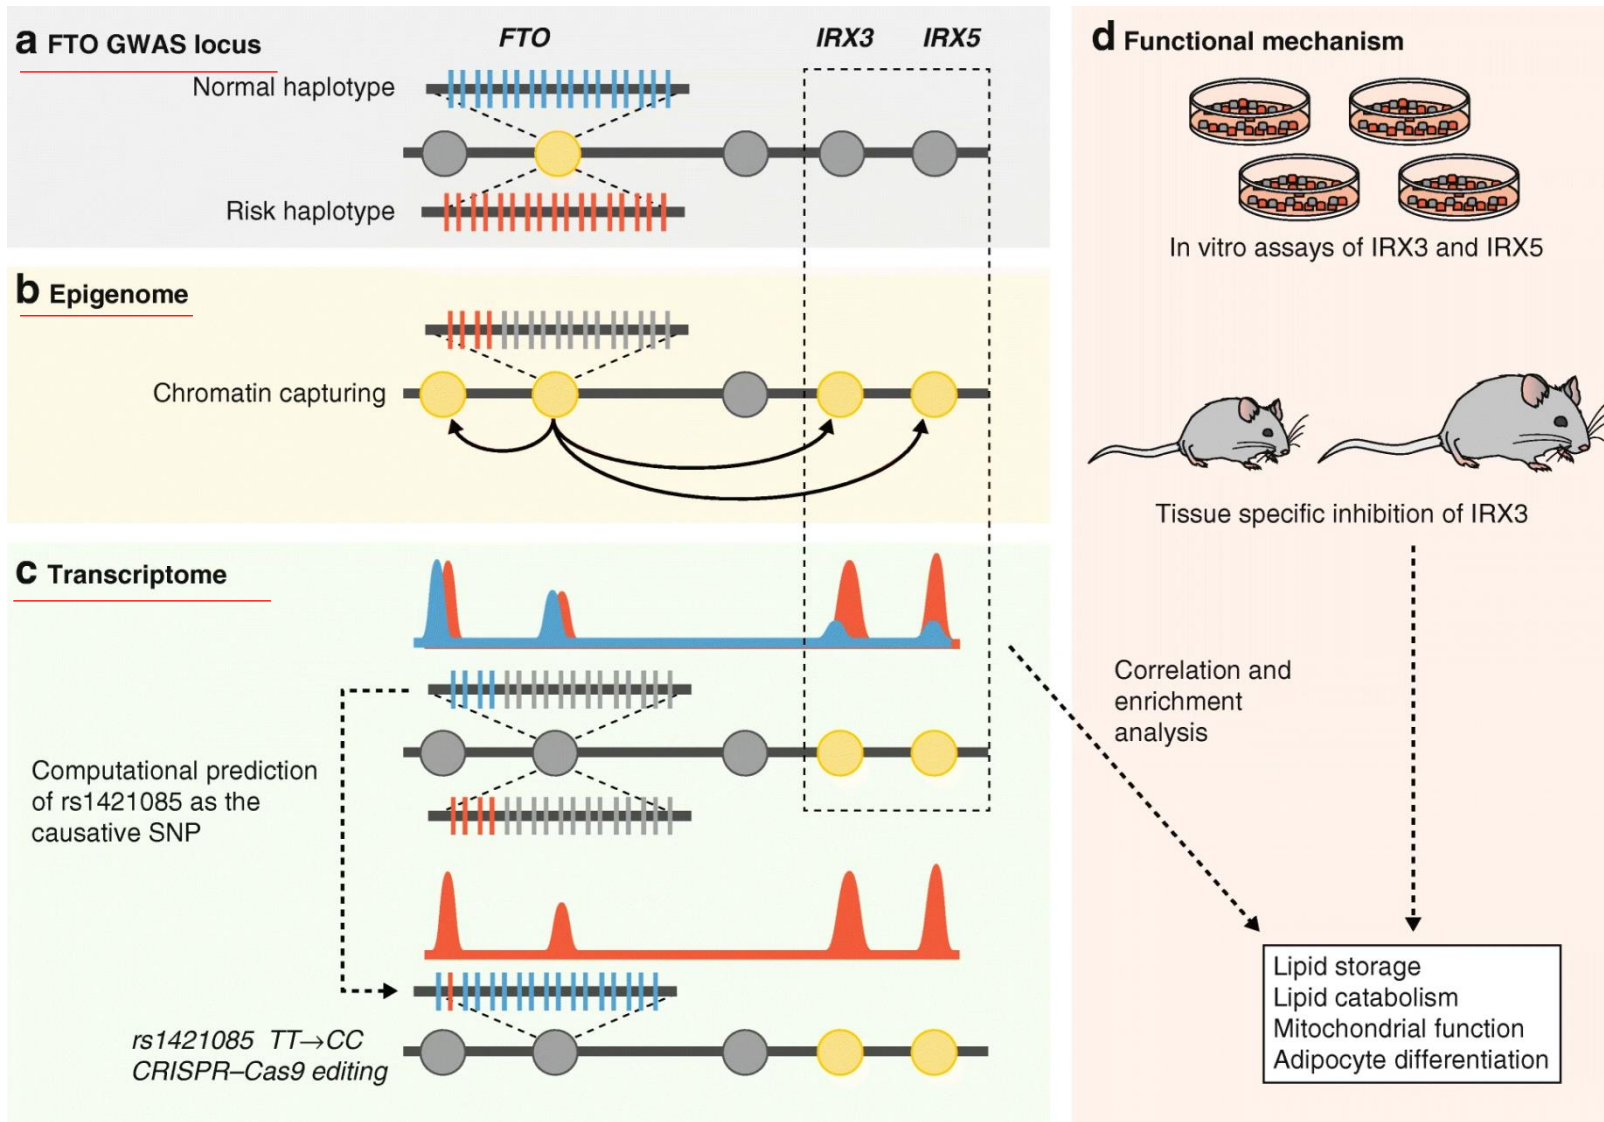 a FTO GWAS locus
FTO
IRX3
IRX5
Normal haplotype
Risk haplotype
b Epigenome
Chromatin capturing
c Transcriptome
Computational prediction
of rs1421085 as the
causative SNP
rs1421085 TT→CC
CRISPR–Cas9 editing
d Functional mechanism
In vitro assays of IRX3 and IRX5
Tissue specific inhibition of IRX3
Correlation and
enrichment
analysis
Lipid storage
Lipid catabolism
Mitochondrial function
Adipocyte differentiation